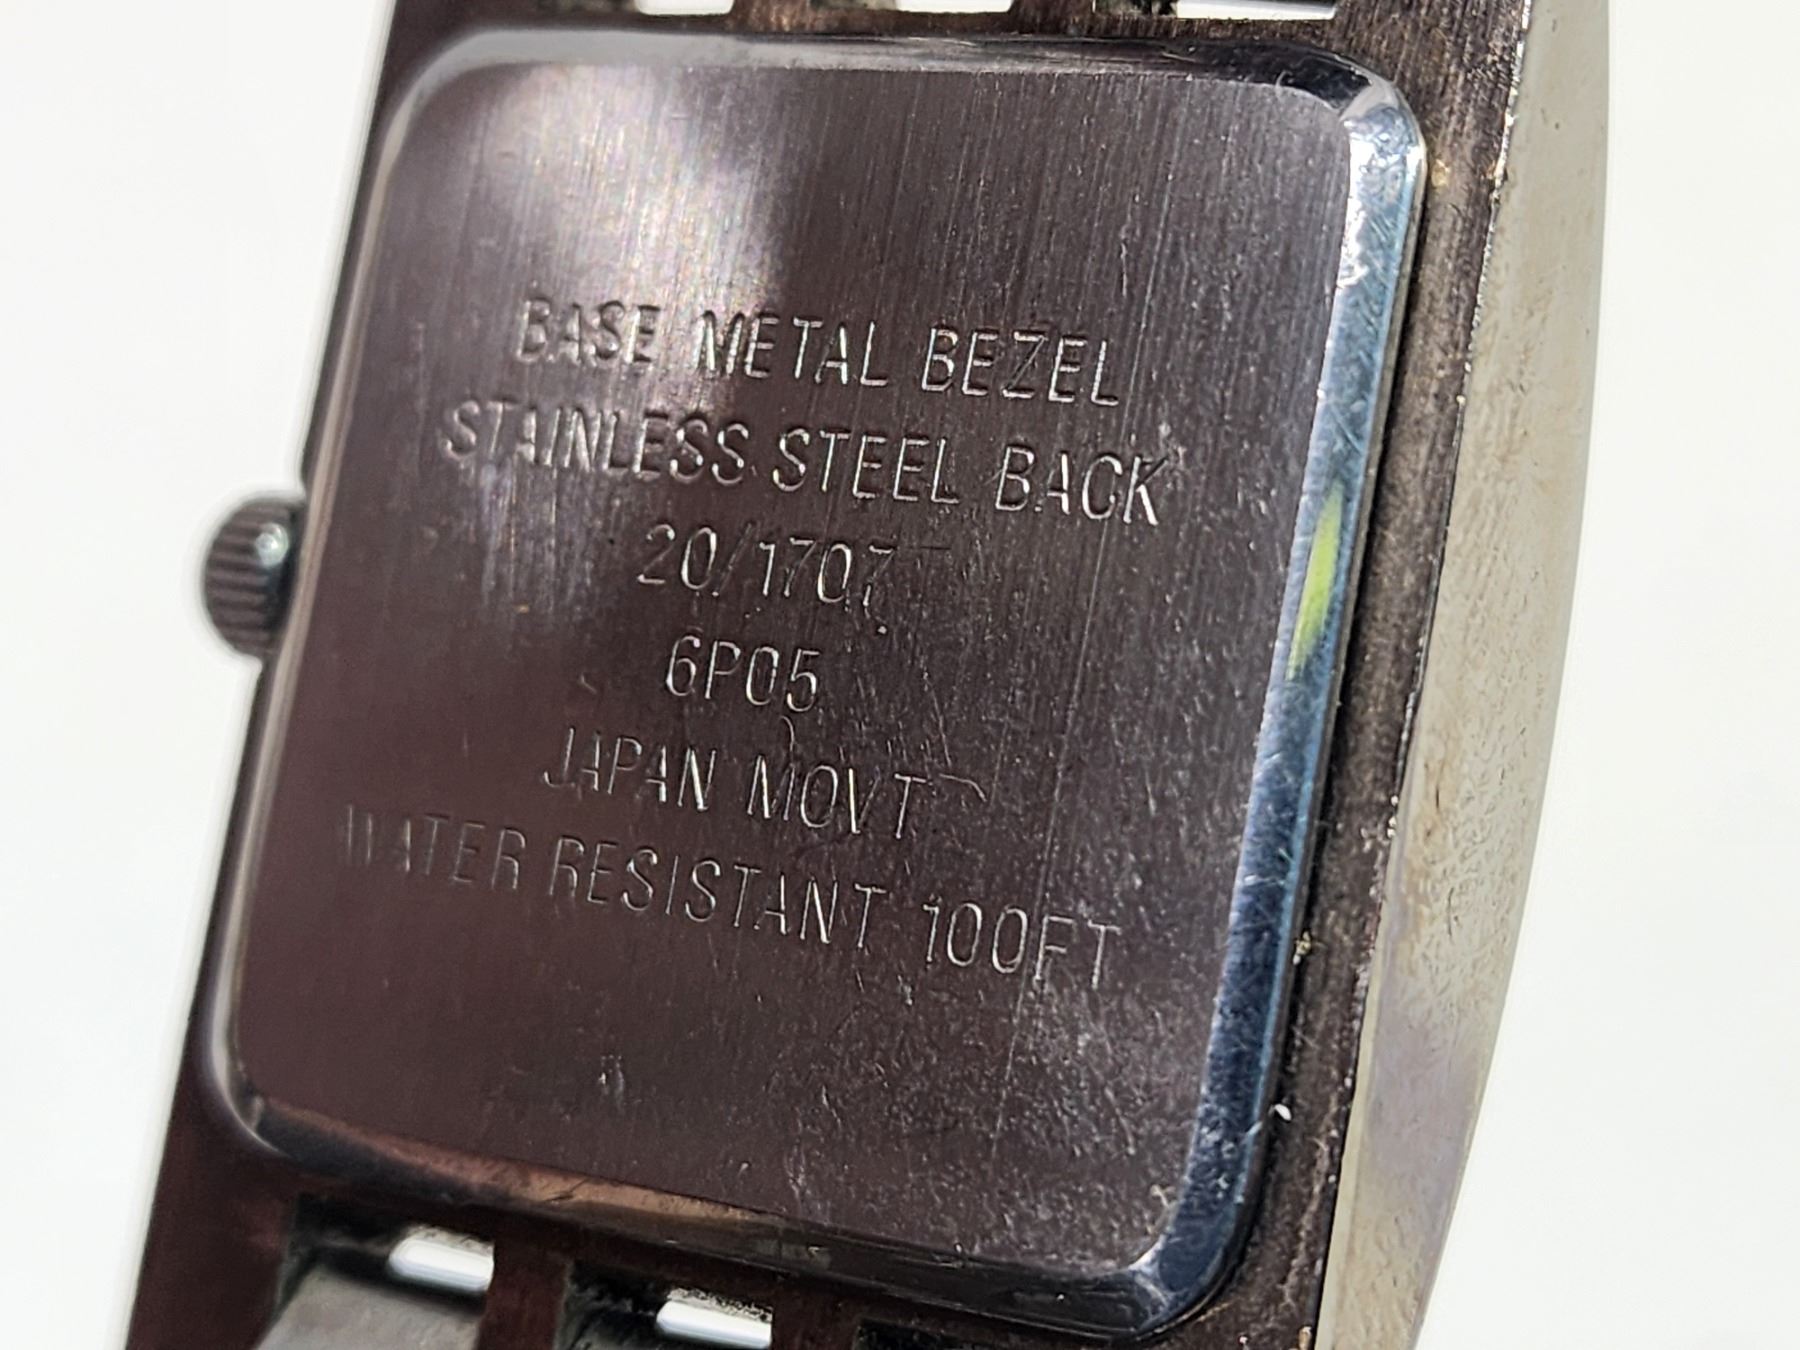 BASE METAL BEZEL
STAINLESS STEEL BACK
20/1707
6P05
JAPAN MOVT
WATER RESISTANT 100FT